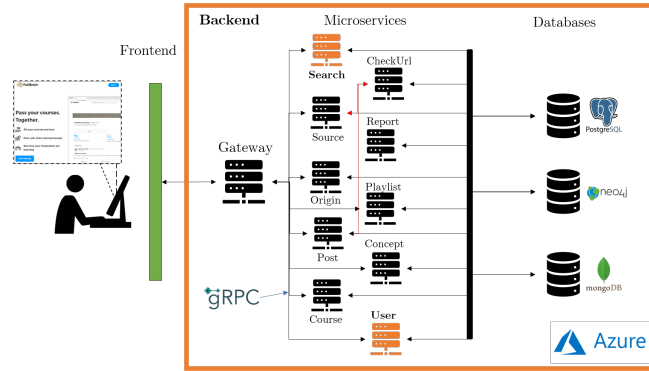 Backend
Microservices
Databases
Frontend
Search
CheckUrl
Pass your courses.
Together.
Source
Report
PostgreSQL
Gateway
Origin
Playlist
neo4j
Post
Concept
gRPC
Course
User
mongoDB
Azure